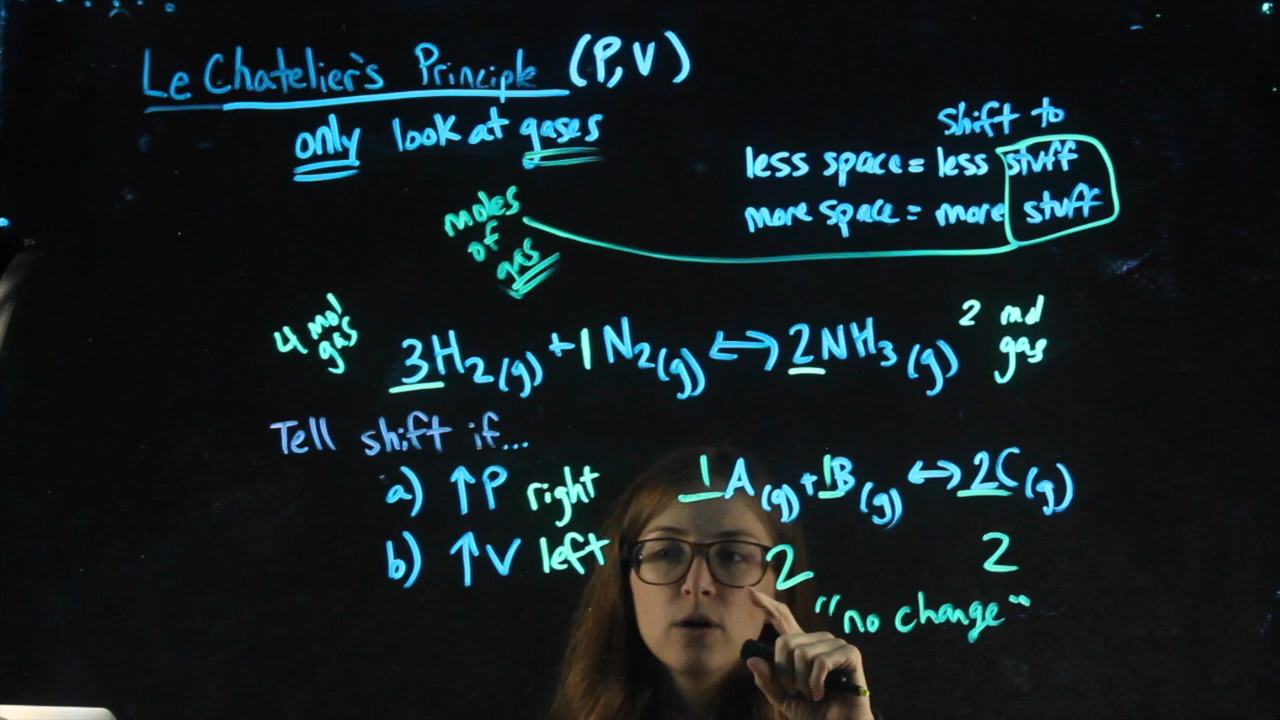 Le Chatelier's Principle (P,V)
only look at gases
shift to
less space = less stuff
more space = more stuff
moles
of
gas
4 mol
gas
3H₂(g) + 1N₂(g) ↔ 2NH₃(g)
2 mol
gas
Tell shift if...
a) ↑P right
b) ↑V left
1A(g) + 1B(g) ↔ 2C(g)
2 2
"no change"